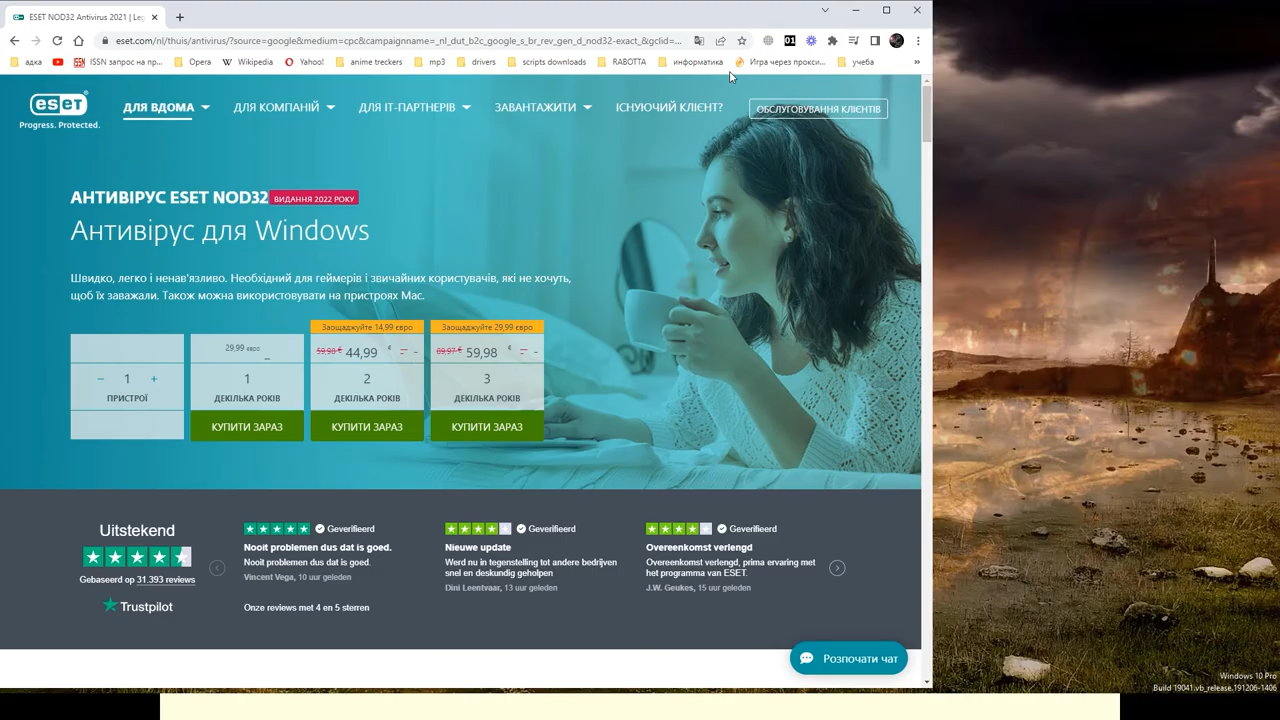 ESET NOD32 Antivirus 2021 | Leg
eset.com/nl/thuis/antivirus/?source=google&medium=cpc&campaignname=_nl_dut_b2c_google_s_br_rev_gen_d_nod32-exact_&gclid=...
адка
ISSN запрос на пр...
Opera
Wikipedia
Yahoo!
anime treckers
mp3
drivers
scripts downloads
RABOTTA
информатика
Игра через прокси...
учеба
»
eset
Progress. Protected.
ДЛЯ ВДОМА
ДЛЯ КОМПАНІЙ
ДЛЯ ІТ-ПАРТНЕРІВ
ЗАВАНТАЖИТИ
ІСНУЮЧИЙ КЛІЄНТ?
ОБСЛУГОВУВАННЯ КЛІЄНТІВ
АНТИВІРУС ESET NOD32 ВИДАННЯ 2022 РОКУ
Антивірус для Windows
Швидко, легко і ненав'язливо. Необхідний для геймерів і звичайних користувачів, які не хочуть,
щоб їх заважали. Також можна використовувати на пристроях Mac.
− 1 +
ПРИСТРОЇ
29,99 євро
1
ДЕКІЛЬКА РОКІВ
КУПИТИ ЗАРАЗ
Заощаджуйте 14,99 євро
59,98 € 44,99 € = -
2
ДЕКІЛЬКА РОКІВ
КУПИТИ ЗАРАЗ
Заощаджуйте 29,99 євро
89,97 € 59,98 € = -
3
ДЕКІЛЬКА РОКІВ
КУПИТИ ЗАРАЗ
Uitstekend
Gebaseerd op 31.393 reviews
Trustpilot
Geverifieerd
Nooit problemen dus dat is goed.
Nooit problemen dus dat is goed.
Vincent Vega, 10 uur geleden
Geverifieerd
Nieuwe update
Werd nu in tegenstelling tot andere bedrijven
snel en deskundig geholpen
Dini Leentvaar, 13 uur geleden
Geverifieerd
Overeenkomst verlengd
Overeenkomst verlengd, prima ervaring met
het programma van ESET.
J.W. Geukes, 15 uur geleden
Onze reviews met 4 en 5 sterren
Розпочати чат
Windows 10 Pro
Build 19041.vb_release.191206-1406